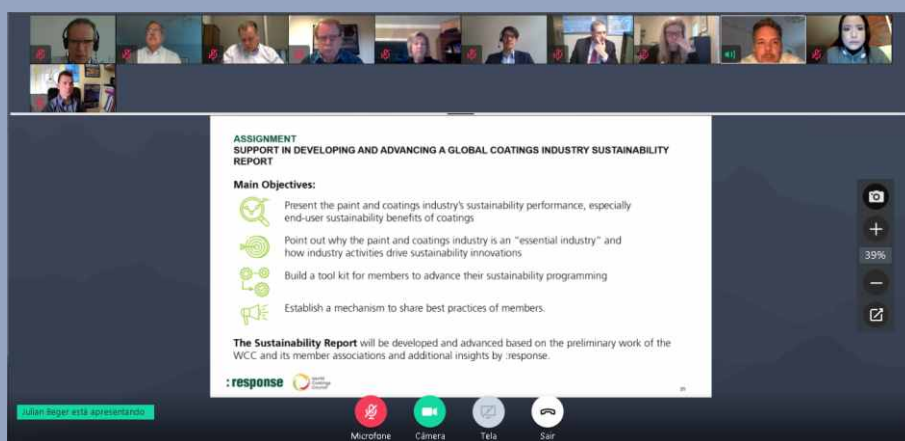 ASSIGNMENT
SUPPORT IN DEVELOPING AND ADVANCING A GLOBAL COATINGS INDUSTRY SUSTAINABILITY
REPORT
Main Objectives:
Present the paint and coatings industry's sustainability performance, especially
end-user sustainability benefits of coatings
Point out why the paint and coatings industry is an "essential industry" and
how industry activities drive sustainability innovations
Build a tool kit for members to advance their sustainability programming
Establish a mechanism to share best practices of members.
The Sustainability Report will be developed and advanced based on the preliminary work of the
WCC and its member associations and additional insights by :response.
:response
World
Coatings
Council
39%
Julian Beger está apresentando
Microfone Câmera Tela Sair